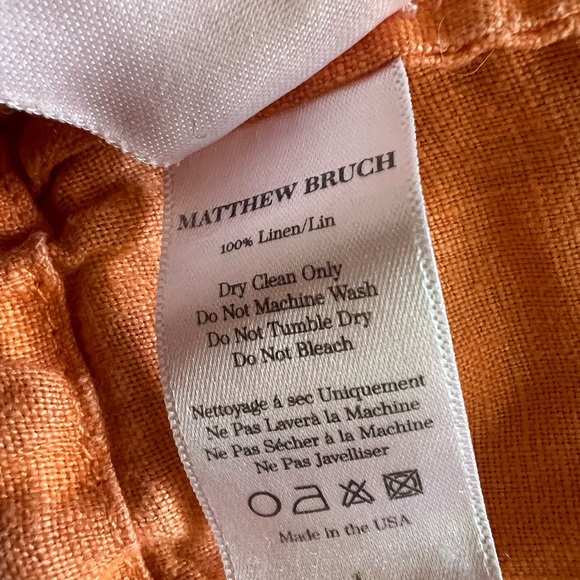 MATTHEW BRUCH
100% Linen/Lin
Dry Clean Only
Do Not Machine Wash
Do Not Tumble Dry
Do Not Bleach
Nettoyage á sec Uniquement
Ne Pas Laverà la Machine
Ne Pas Sécher à la Machine
Ne Pas Javelliser
Made in the USA